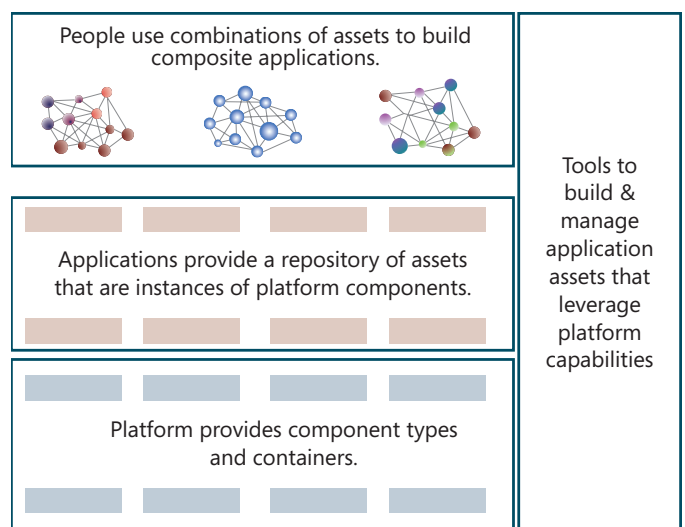 People use combinations of assets to build
composite applications.
Applications provide a repository of assets
that are instances of platform components.
Platform provides component types
and containers.
Tools to
build &
manage
application
assets that
leverage
platform
capabilities